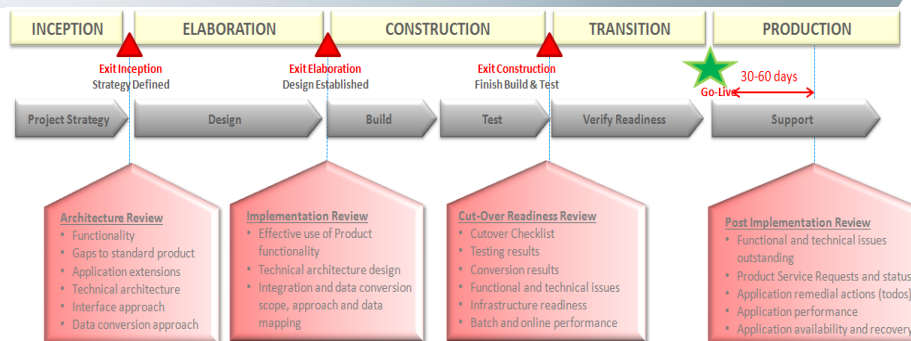 INCEPTION
ELABORATION
CONSTRUCTION
TRANSITION
PRODUCTION
Exit Inception
Strategy Defined
Exit Elaboration
Design Established
Exit Construction
Finish Build & Test
Go-Live
30-60 days
Project Strategy
Design
Build
Test
Verify Readiness
Support
Architecture Review
• Functionality
• Gaps to standard product
• Application extensions
• Technical architecture
• Interface approach
• Data conversion approach
Implementation Review
• Effective use of Product
functionality
• Technical architecture design
• Integration and data conversion
scope, approach and data
mapping
Cut-Over Readiness Review
• Cutover Checklist
• Testing results
• Conversion results
• Functional and technical issues
• Infrastructure readiness
• Batch and online performance
Post Implementation Review
• Functional and technical issues
outstanding
• Product Service Requests and status
• Application remedial actions (todos)
• Application performance
• Application availability and recovery